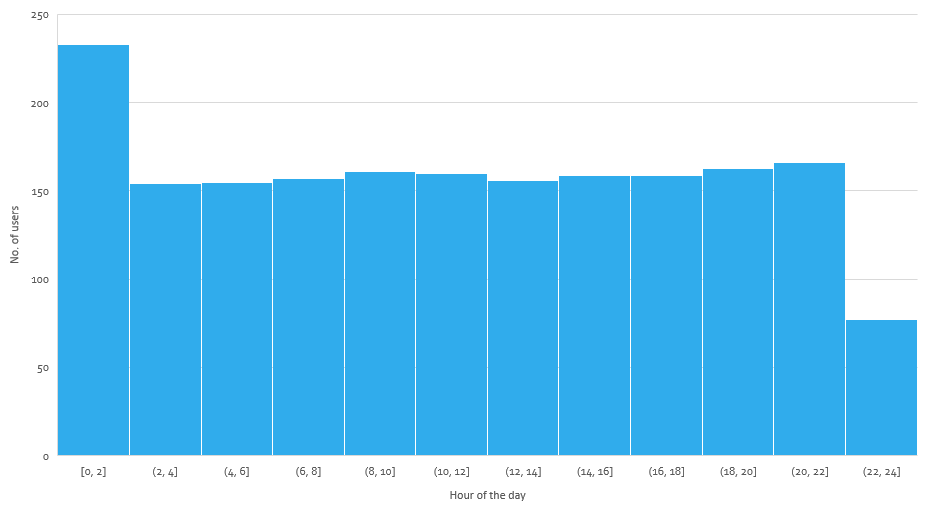 250
200
150
100
50
0
No. of users
[0, 2] (2, 4] (4, 6] (6, 8] (8, 10] (10, 12] (12, 14] (14, 16] (16, 18] (18, 20] (20, 22] (22, 24]
Hour of the day